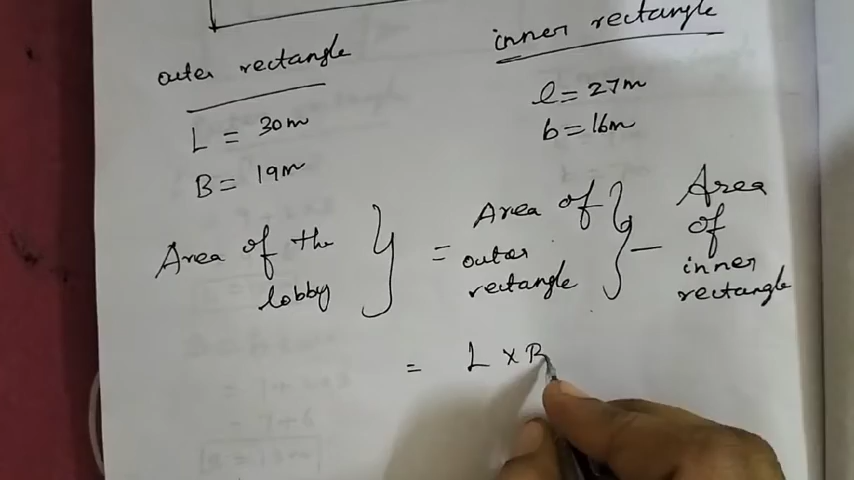 outer rectangle
L = 30m
B = 19m
inner rectangle
l = 27m
b = 16m
Area of the lobby } = Area of outer rectangle } - Area of inner rectangle
= L × B